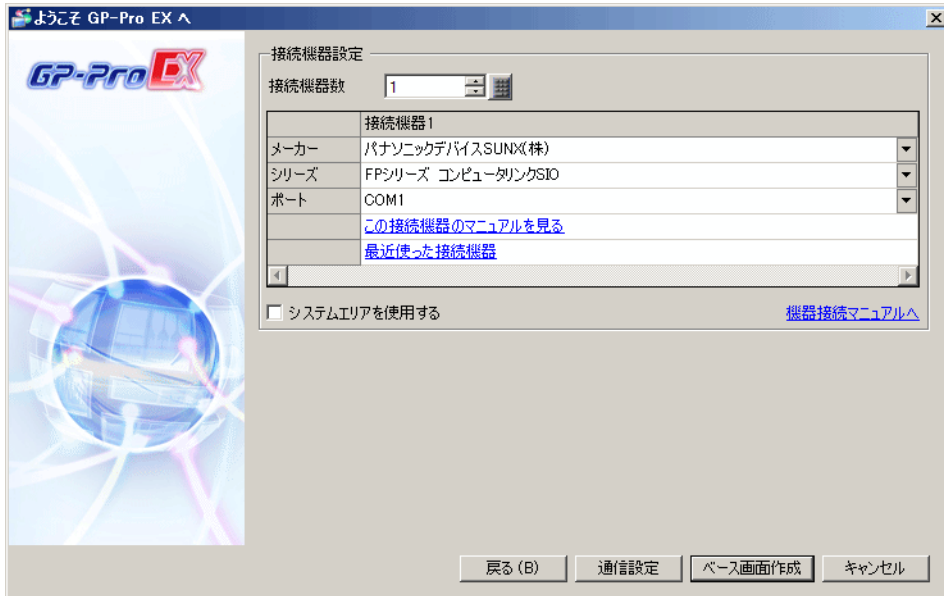 ようこそ GP-Pro EX へ
GP-Pro EX
接続機器設定
接続機器数 1
接続機器1
メーカー パナソニックデバイスSUNX(株)
シリーズ FPシリーズ コンピュータリンクSIO
ポート COM1
この接続機器のマニュアルを見る
最近使った接続機器
システムエリアを使用する 機器接続マニュアルへ
戻る(B) 通信設定 ベース画面作成 キャンセル